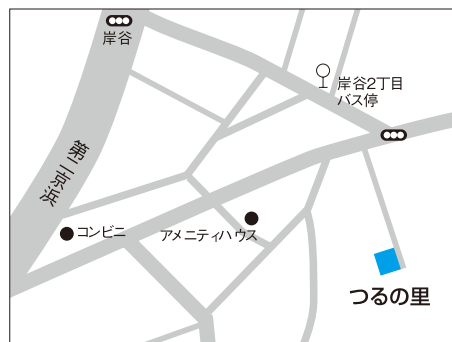 岸谷
岸谷2丁目
バス停
第二京浜
コンビニ
アメニティハウス
つるの里